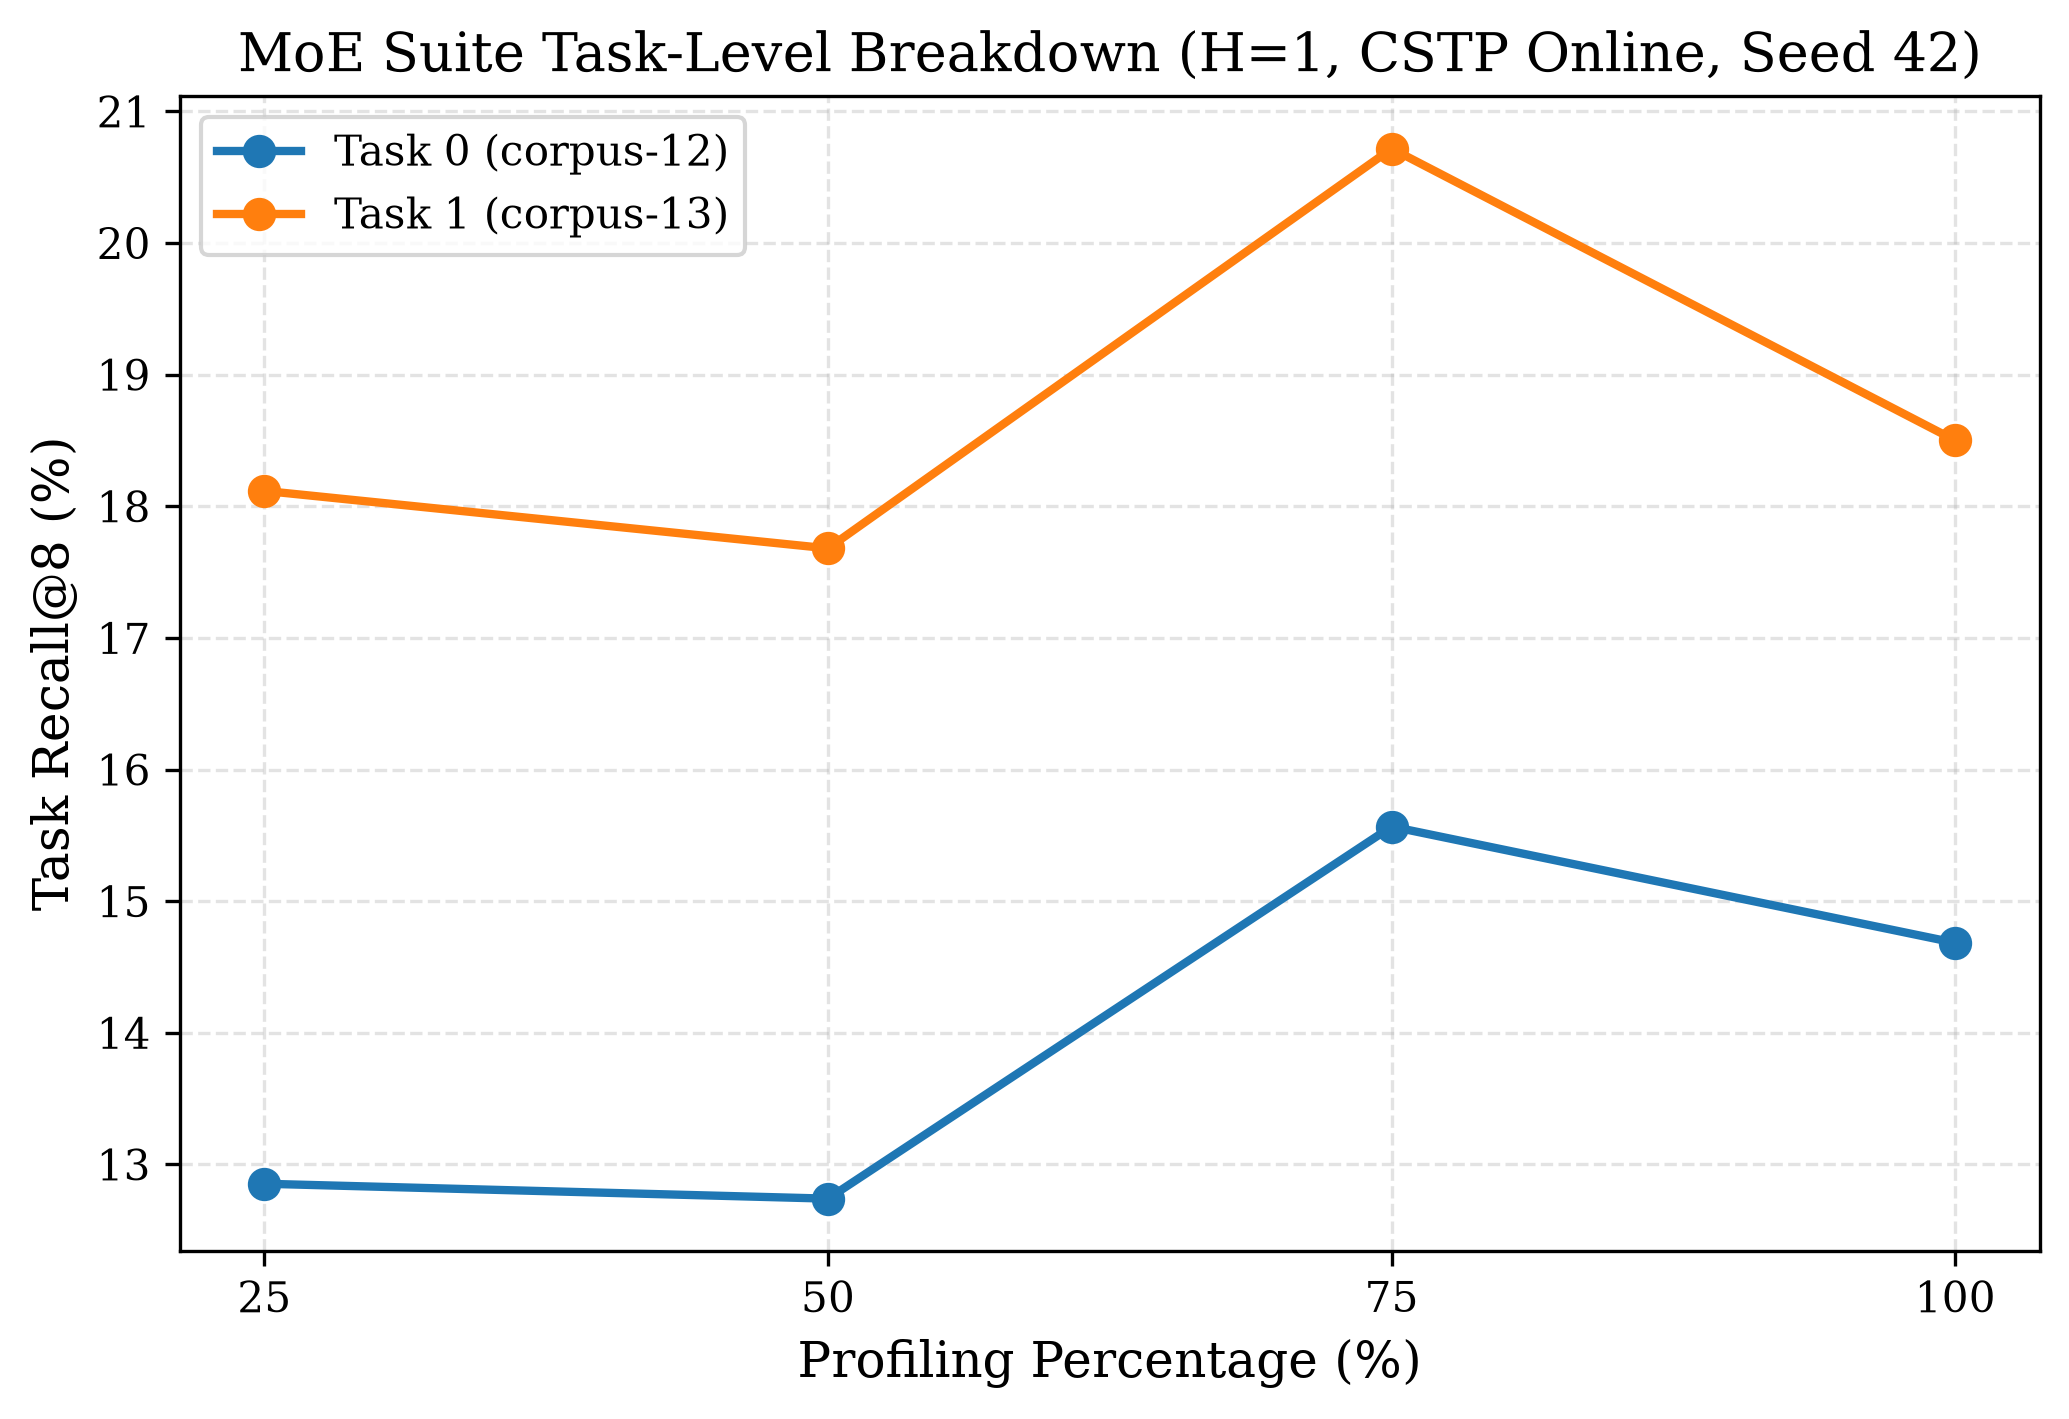 MoE Suite Task-Level Breakdown (H=1, CSTP Online, Seed 42)
Task 0 (corpus-12)
Task 1 (corpus-13)
Task Recall@8 (%)
21
20
19
18
17
16
15
14
13
25 50 75 100
Profiling Percentage (%)